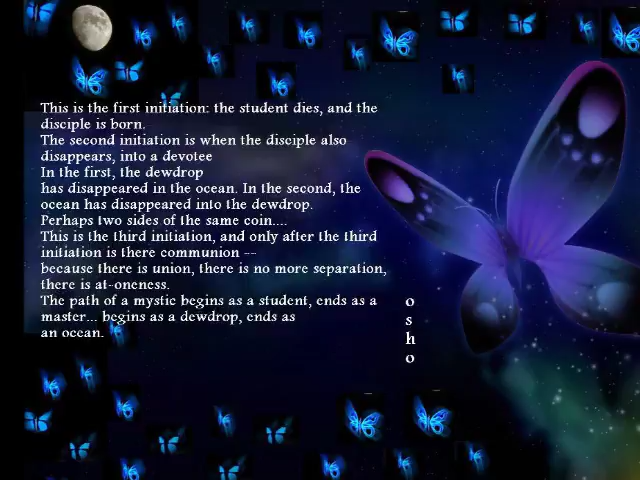 This is the first initiation: the student dies, and the
disciple is born.
The second initiation is when the disciple also
disappears, into a devotee
In the first, the dewdrop
has disappeared in the ocean. In the second, the
ocean has disappeared into the dewdrop.
Perhaps two sides of the same coin....
This is the third initiation, and only after the third
initiation is there communion --
because there is union, there is no more separation,
there is at-oneness.
The path of a mystic begins as a student, ends as a
master... begins as a dewdrop, ends as
an ocean.
o
s
h
o